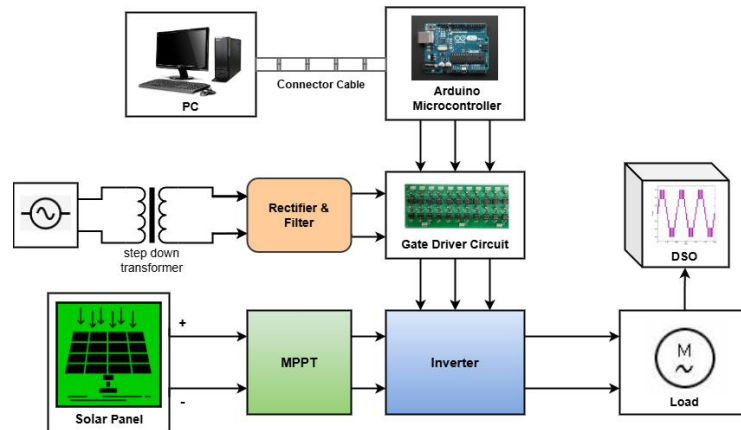 PC
Connector Cable
Arduino
Microcontroller
Rectifier &
Filter
step down
transformer
Gate Driver Circuit
DSO
+
-
Solar Panel
MPPT
Inverter
M
Load